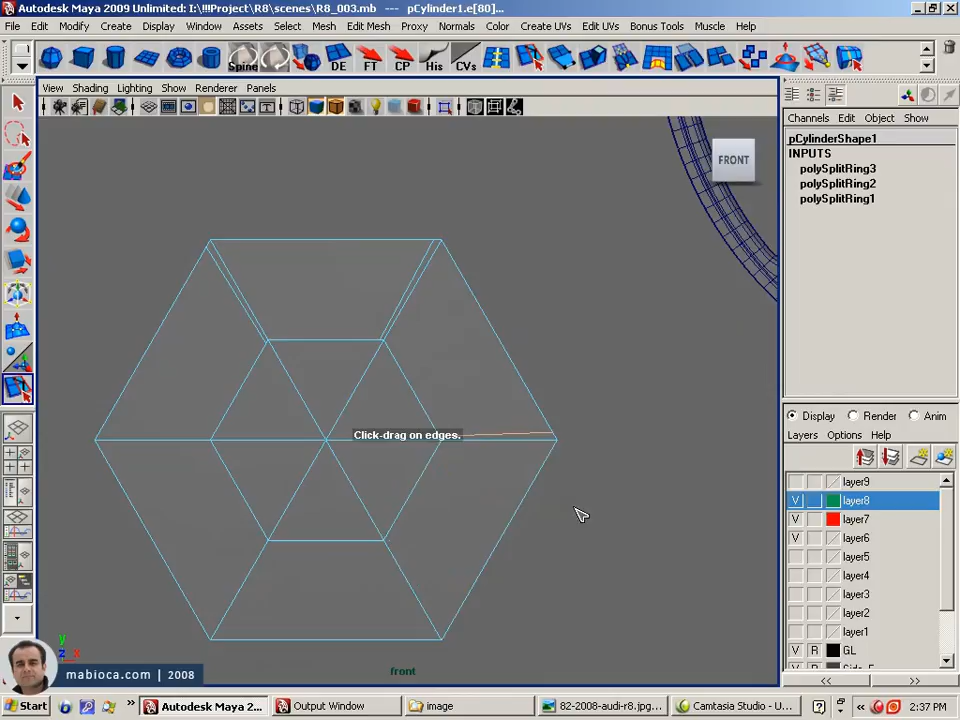 Autodesk Maya 2009 Unlimited: I:\!!!Project\R8\scenes\R8_003.mb --- pCylinder1.e[80]...
File Edit Modify Create Display Window Assets Select Mesh Edit Mesh Proxy Normals Color Create UVs Edit UVs Bonus Tools Muscle Help
Spine DE FT CP His CVs
View Shading Lighting Show Renderer Panels
Channels Edit Object Show
pCylinderShape1
INPUTS
polySplitRing3
polySplitRing2
polySplitRing1
FRONT
Click-drag on edges.
Display Render Anim
Layers Options Help
layer9
V layer8
V layer7
V layer6
layer5
layer4
layer3
layer2
layer1
V R GL
<< >>
y
z x
front
mabioca.com | 2008
Start Autodesk Maya 2... Output Window image 82-2008-audi-r8.jpg... Camtasia Studio - U... 2:37 PM